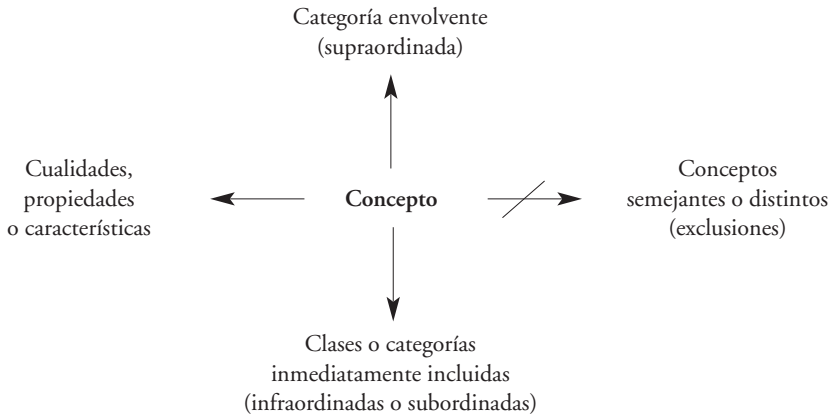 Categoría envolvente
(supraordinada)
Cualidades,
propiedades
o características
Concepto
Conceptos
semejantes o distintos
(exclusiones)
Clases o categorías
inmediatamente incluidas
(infraordinadas o subordinadas)